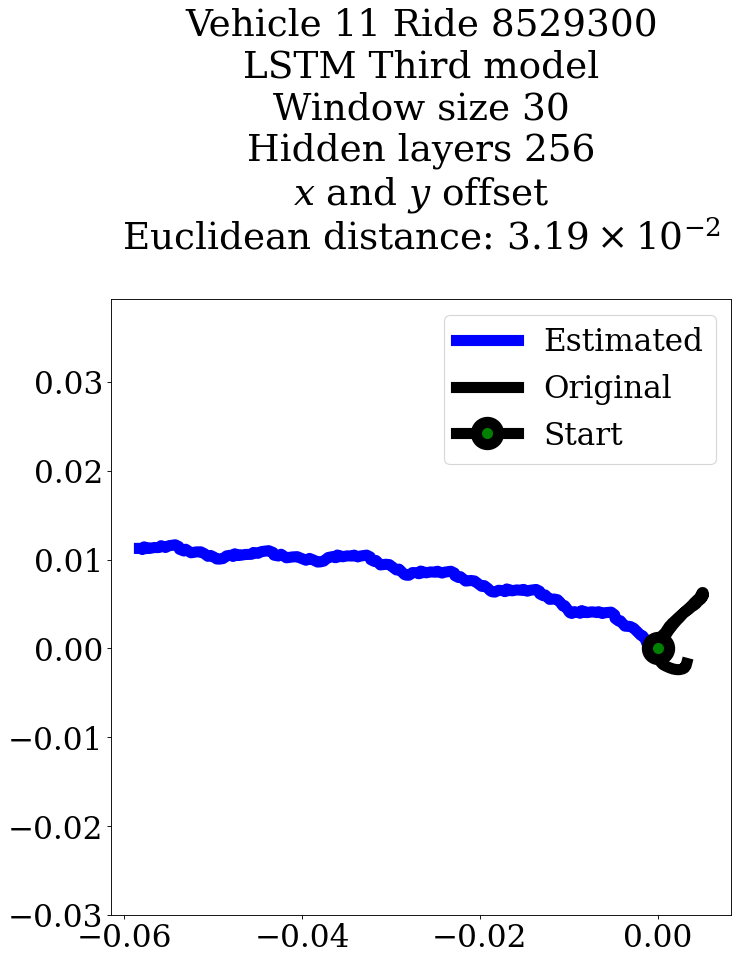 Vehicle 11 Ride 8529300
LSTM Third model
Window size 30
Hidden layers 256
x and y offset
Euclidean distance: 3.19 × 10⁻²
Estimated
Original
Start
0.03
0.02
0.01
0.00
−0.01
−0.02
−0.03
−0.06 −0.04 −0.02 0.00